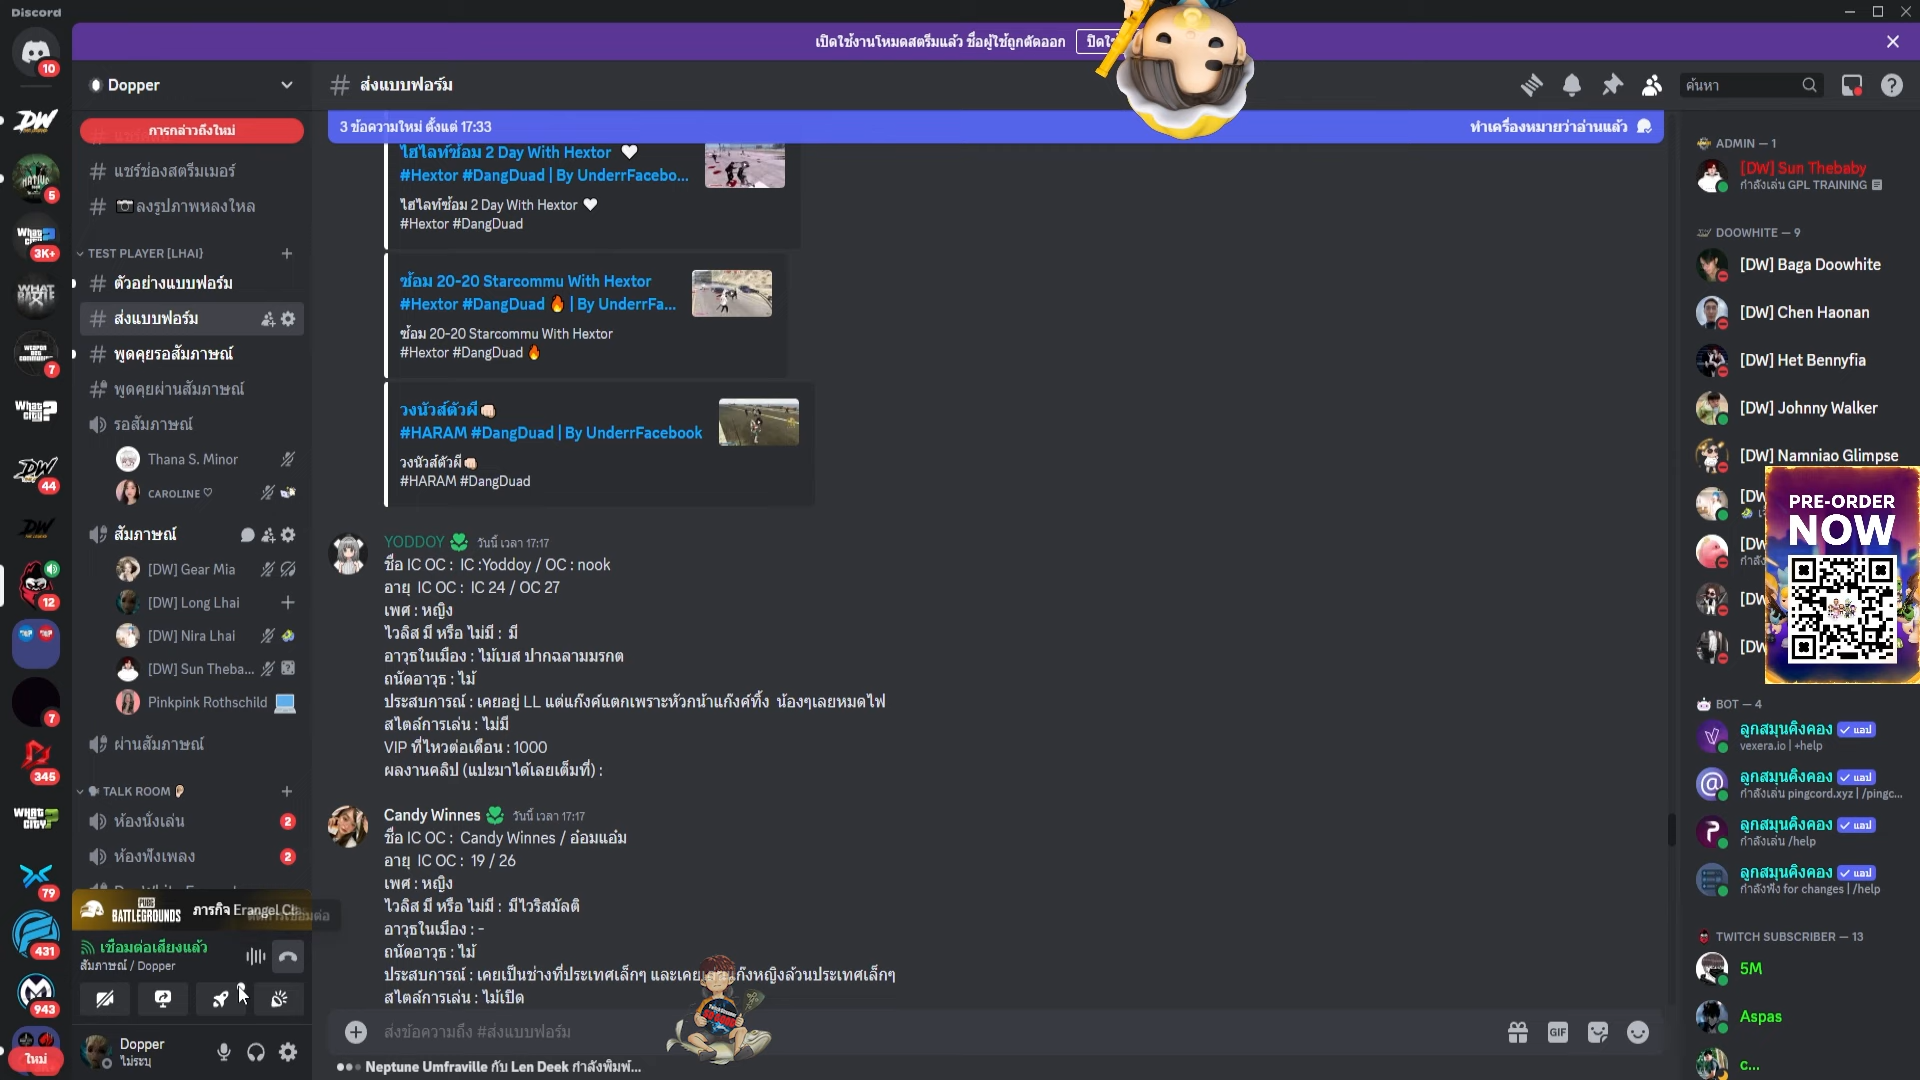 Discord
เปิดใช้งานโหมดสตรีมแล้ว ชื่อผู้ใช้ถูกตัดออก
10
Dopper
การกล่าวถึงใหม่
# แชร์ช่องสตรีมเมอร์
# 📷ลงรูปภาพหลงใหล
TEST PLAYER [LHAI}
# ตัวอย่างแบบฟอร์ม
# ส่งแบบฟอร์ม
# พูดคุยรอสัมภาษณ์
# พูดคุยผ่านสัมภาษณ์
รอสัมภาษณ์
Thana S. Minor
CAROLINE ♡
สัมภาษณ์
[DW] Gear Mia
[DW] Long Lhai
[DW] Nira Lhai
[DW] Sun Theba...
Pinkpink Rothschild
ผ่านสัมภาษณ์
🗣 TALK ROOM 👂🏻
ห้องนั่งเล่น 2
ห้องฟังเพลง 2
PUBG BATTLEGROUNDS
ภารกิจ Erangel
เชื่อมต่อเสียงแล้ว
สัมภาษณ์ / Dopper
Dopper
ไม่ระบุ
DW
NATIVE
5
What City?
3K+
WHAT BATTLE
7
What City?
DW
44
DW
12
7
345
WHAT CITY?
79
431
943
ใหม่
# ส่งแบบฟอร์ม
ค้นหา
3 ข้อความใหม่ ตั้งแต่ 17:33
ทำเครื่องหมายว่าอ่านแล้ว
ไฮไลท์ซ้อม 2 Day With Hextor 🤍
#Hextor #DangDuad | By UnderrFacebo...
ไฮไลท์ซ้อม 2 Day With Hextor 🤍
#Hextor #DangDuad
ซ้อม 20-20 Starcommu With Hextor
#Hextor #DangDuad 🔥 | By UnderrFa...
ซ้อม 20-20 Starcommu With Hextor
#Hextor #DangDuad 🔥
วงนัวส์ตัวผี👊🏻
#HARAM #DangDuad | By UnderrFacebook
วงนัวส์ตัวผี👊🏻
#HARAM #DangDuad
YODDOY วันนี้ เวลา 17:17
ชื่อ IC OC : IC :Yoddoy / OC : nook
อายุ IC OC : IC 24 / OC 27
เพศ : หญิง
ไวลิส มี หรือ ไม่มี : มี
อาวุธในเมือง : ไม้เบส ปากฉลามมรกต
ถนัดอาวุธ : ไม้
ประสบการณ์ : เคยอยู่ LL แต่แก๊งค์แตกเพราะหัวกน้าแก๊งค์ทิ้ง น้องๆเลยหมดไฟ
สไตล์การเล่น : ไม่มี
VIP ที่ไหวต่อเดือน : 1000
ผลงานคลิป (แปะมาได้เลยเต็มที่) :
Candy Winnes วันนี้ เวลา 17:17
ชื่อ IC OC : Candy Winnes / อ๋อมแอ๋ม
อายุ IC OC : 19 / 26
เพศ : หญิง
ไวลิส มี หรือ ไม่มี : มีไวริสมัลติ
อาวุธในเมือง : -
ถนัดอาวุธ : ไม้
ประสบการณ์ : เคยเป็นช่างที่ประเทศเล็กๆ และเคย ก๊งหญิงล้วนประเทศเล็กๆ
สไตล์การเล่น : ไม้เปิด
ส่งข้อความถึง #ส่งแบบฟอร์ม
GIF
Neptune Umfraville กับ Len Deek กำลังพิมพ์...
ADMIN — 1
[DW] Sun Thebaby
กำลังเล่น GPL TRAINING
DOOWHITE — 9
[DW] Baga Doowhite
[DW] Chen Haonan
[DW] Het Bennyfia
[DW] Johnny Walker
[DW] Namniao Glimpse
PRE-ORDER
NOW
BOT — 4
ลูกสมุนคิงคอง ✓ แอป
vexera.io | +help
ลูกสมุนคิงคอง ✓ แอป
กำลังเล่น pingcord.xyz | /pingc...
ลูกสมุนคิงคอง ✓ แอป
กำลังเล่น /help
ลูกสมุนคิงคอง ✓ แอป
กำลังฟัง for changes | /help
TWITCH SUBSCRIBER — 13
5M
Aspas
c...